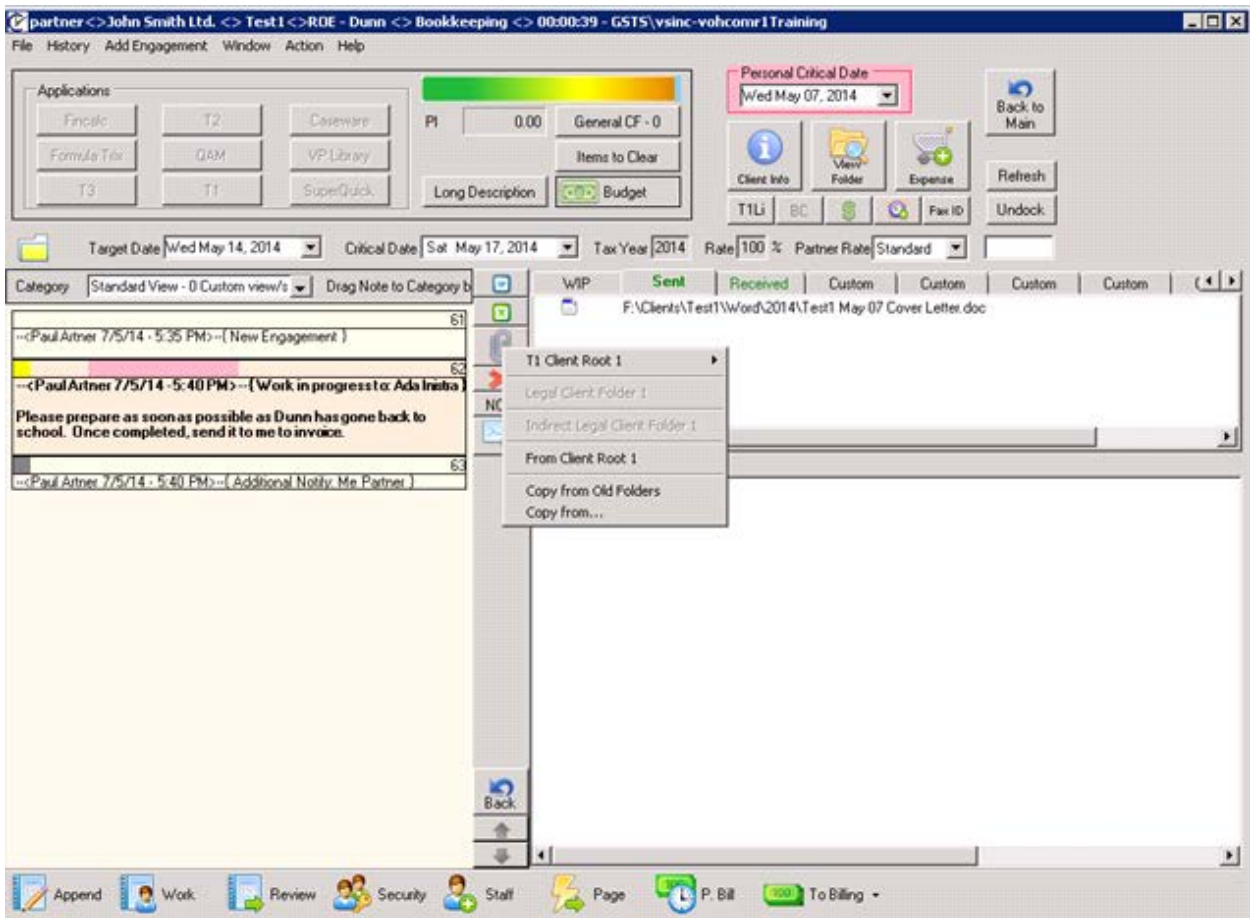 partner<>John Smith Ltd. <> Test1<>ROE - Dunn <> Bookkeeping <> 00:00:39 - GSTS\vsinc-vohcomr1Training
File History Add Engagement Window Action Help
Applications
Fincalc T2 Caseware
Formula Trix QAM VP Library
T3 T1 SuperQuick
PI 0.00 General CF - 0
Items to Clear
Long Description Budget
Personal Critical Date
Wed May 07, 2014
Back to
Main
Client Info View Folder Expense
Refresh
T1Li BC Fax ID Undock
Target Date Wed May 14, 2014 Critical Date Sat May 17, 2014 Tax Year 2014 Rate 100 % Partner Rate Standard
Category Standard View - 0 Custom view/s Drag Note to Category b
WIP Sent Received Custom Custom Custom Custom
F:\Clients\Test1\Word\2014\Test1 May 07 Cover Letter.doc
61
--<Paul Artner 7/5/14 - 5:35 PM>--{ New Engagement }
62
--<Paul Artner 7/5/14 - 5:40 PM>--{Work in progress to: Ada Inistra }
Please prepare as soon as possible as Dunn has gone back to
school. Once completed, send it to me to invoice.
63
--<Paul Artner 7/5/14 - 5:40 PM>--{ Additional Notify: Me Partner }
T1 Client Root 1
Legal Client Folder 1
Indirect Legal Client Folder 1
From Client Root 1
Copy from Old Folders
Copy from...
Back
Append Work Review Security Staff Page P. Bill To Billing